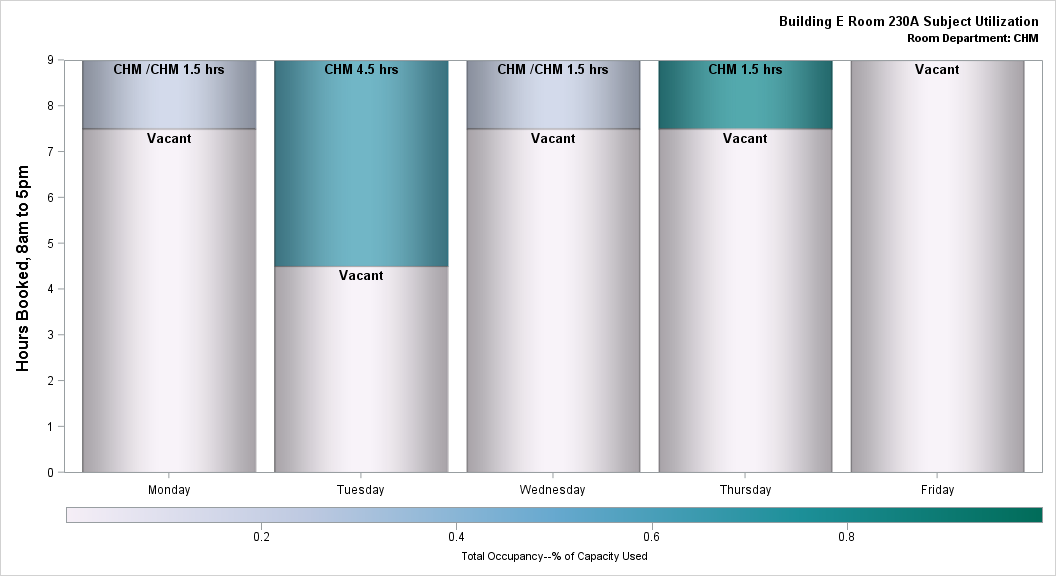 Building E Room 230A Subject Utilization
Room Department: CHM
Hours Booked, 8am to 5pm
9
8
7
6
5
4
3
2
1
0
CHM /CHM 1.5 hrs
Vacant
CHM 4.5 hrs
Vacant
CHM /CHM 1.5 hrs
Vacant
CHM 1.5 hrs
Vacant
Vacant
Monday Tuesday Wednesday Thursday Friday
0.2 0.4 0.6 0.8
Total Occupancy--% of Capacity Used